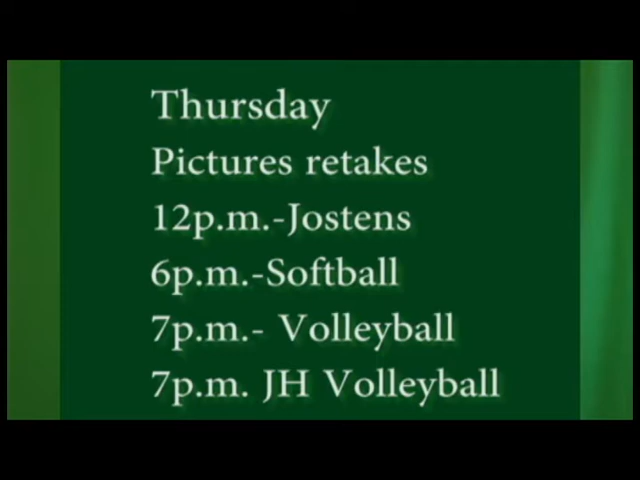 Thursday
Pictures retakes
12p.m.-Jostens
6p.m.-Softball
7p.m.- Volleyball
7p.m. JH Volleyball